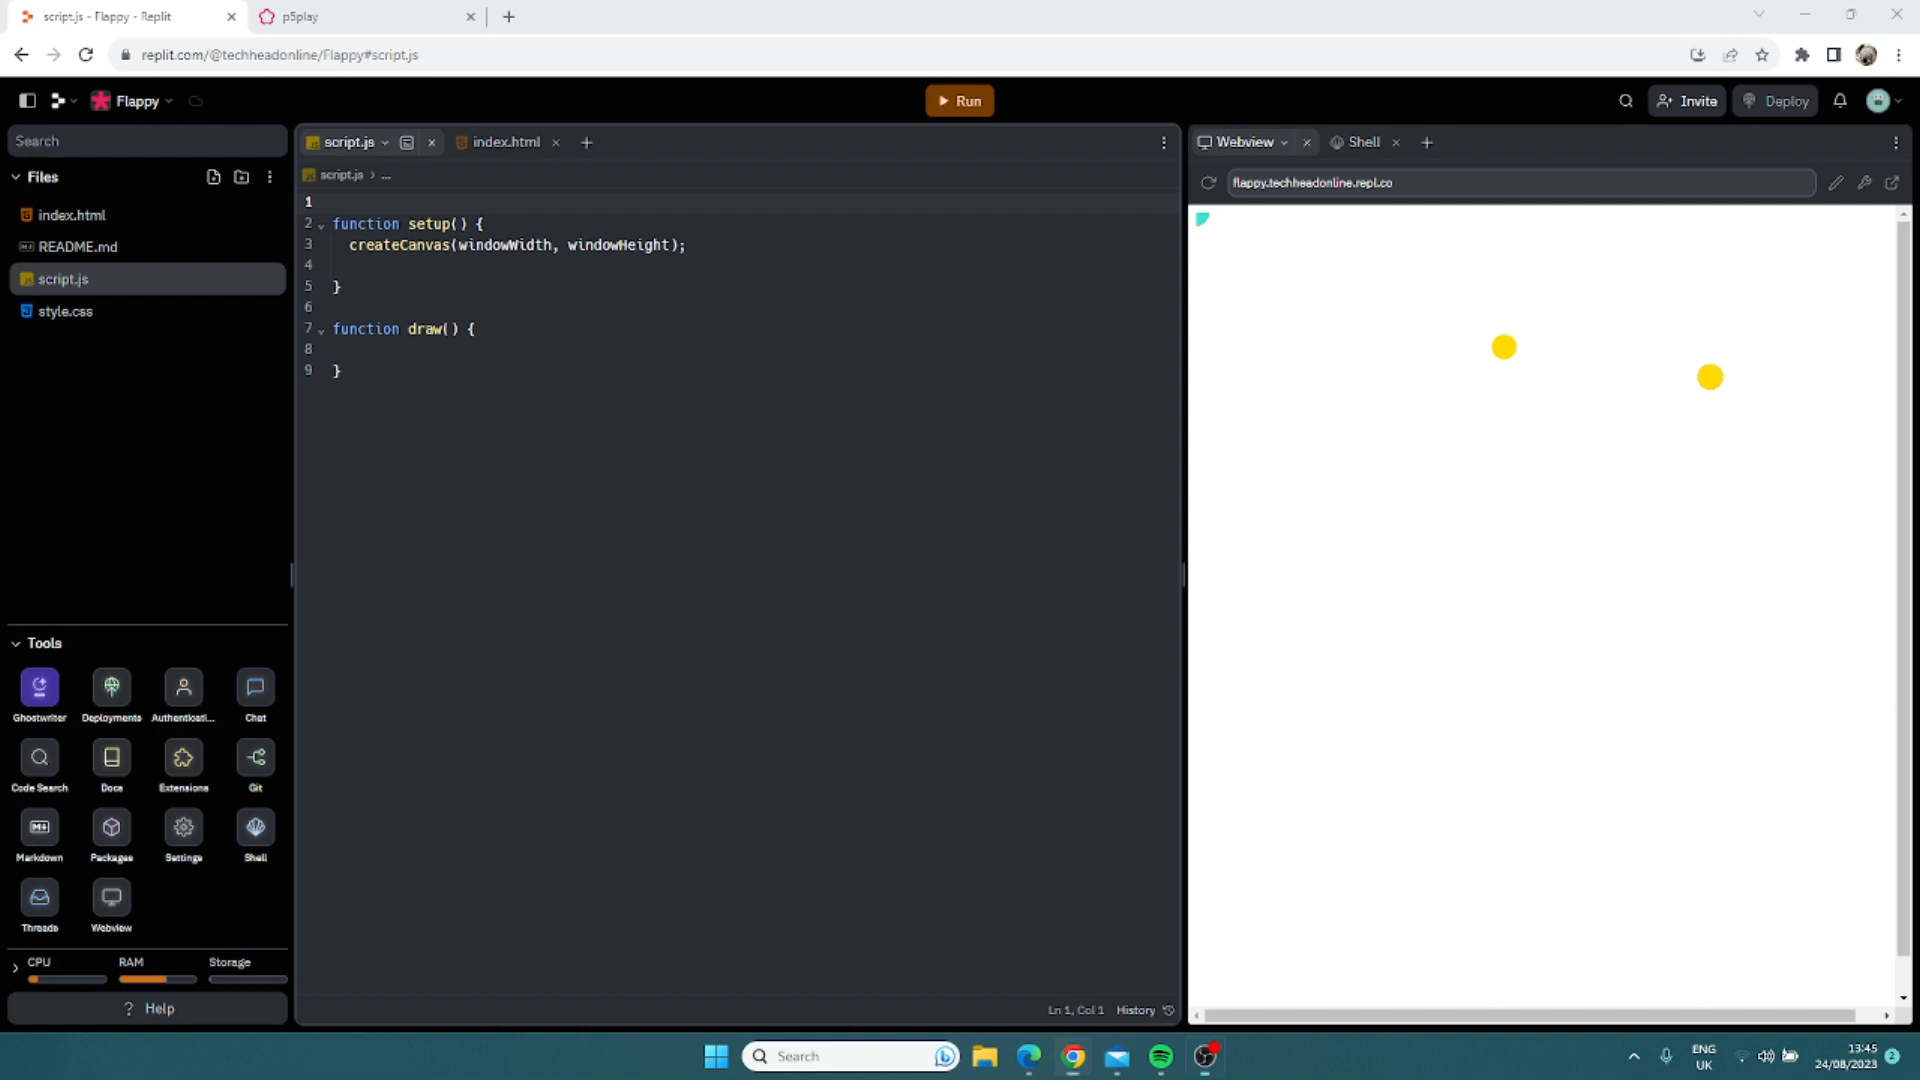 script.js - Flappy - Replit
p5play
replit.com/@techheadonline/Flappy#script.js
Flappy
Run
Invite
Deploy
Search
script.js
index.html
Webview
Shell
Files
script.js > ...
flappy.techheadonline.repl.co
index.html
README.md
script.js
style.css
1
2 function setup() {
3 createCanvas(windowWidth, windowHeight);
4
5 }
6
7 function draw() {
8
9 }
Tools
Ghostwriter
Deployments
Authenticati...
Chat
Code Search
Docs
Extensions
Git
Markdown
Packages
Settings
Shell
Threads
Webview
CPU
RAM
Storage
? Help
Ln 1, Col 1 History
Search
ENG
UK
13:45
24/08/2023
2